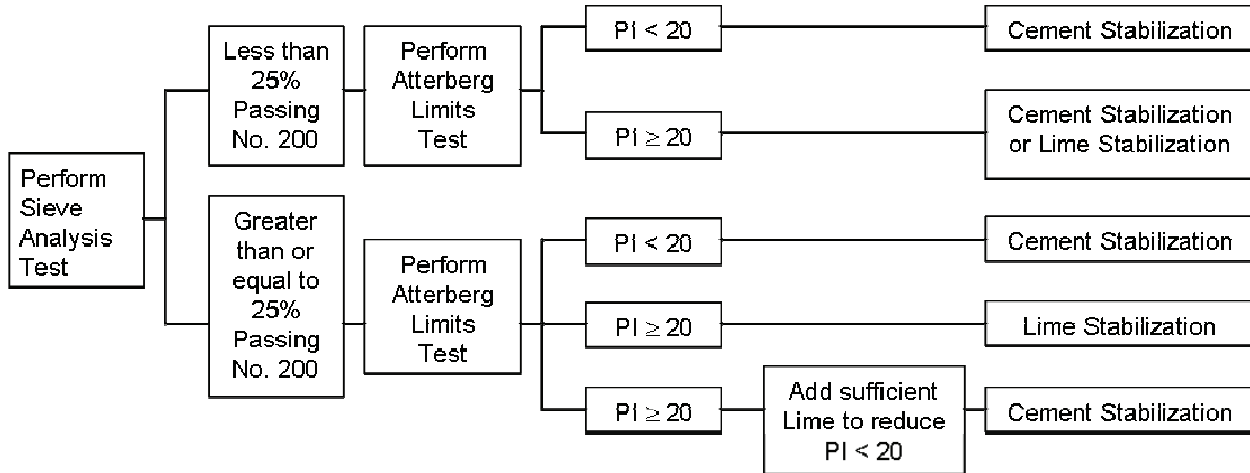 Perform
Sieve
Analysis
Test
Less than
25%
Passing
No. 200
Perform
Atterberg
Limits
Test
PI < 20
Cement Stabilization
PI ≥ 20
Cement Stabilization
or Lime Stabilization
Greater
than or
equal to
25%
Passing
No. 200
Perform
Atterberg
Limits
Test
PI < 20
Cement Stabilization
PI ≥ 20
Lime Stabilization
PI ≥ 20
Add sufficient
Lime to reduce
PI < 20
Cement Stabilization